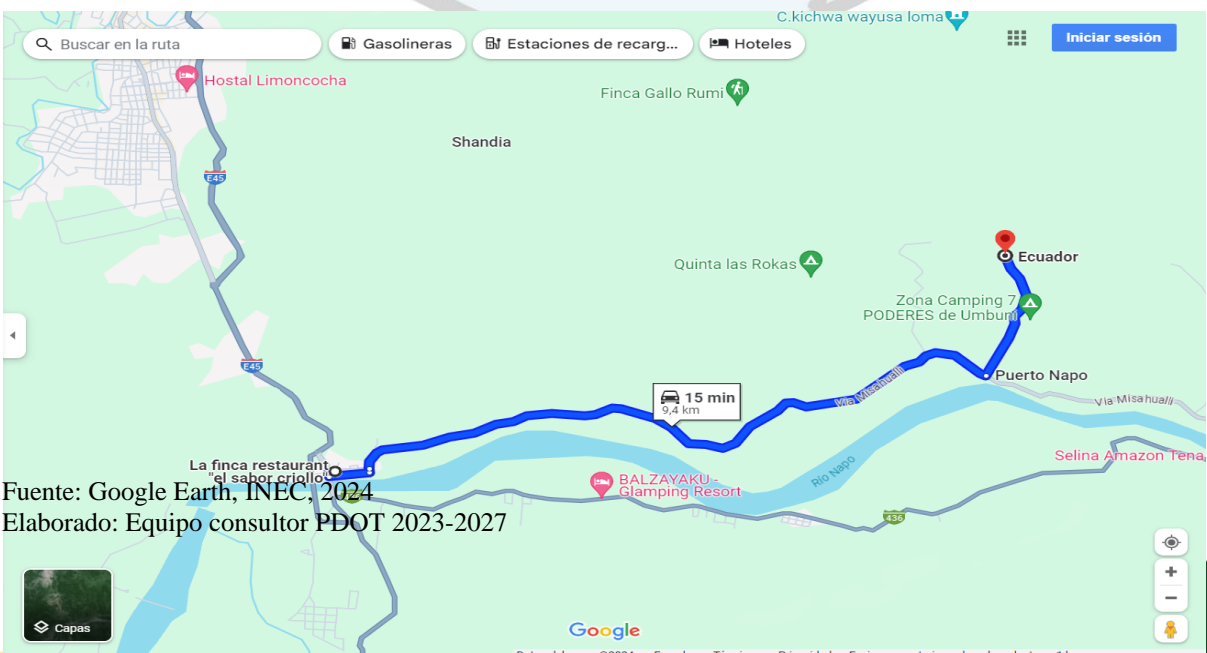 C.kichwa wayusa loma
Buscar en la ruta
Gasolineras
Estaciones de recarg...
Hoteles
Iniciar sesión
Hostal Limoncocha
Finca Gallo Rumi
Shandia
E45
Quinta las Rokas
Ecuador
Zona Camping 7
PODERES de Umbuni
E45
Puerto Napo
15 min
9,4 km
Via Misahualli
Via Misahualli
La finca restaurant
"el sabor criollo"
Rio Napo
BALZAYAKU -
Glamping Resort
Selina Amazon Tena
436
Fuente: Google Earth, INEC, 2024
Elaborado: Equipo consultor PDOT 2023-2027
Capas
Google